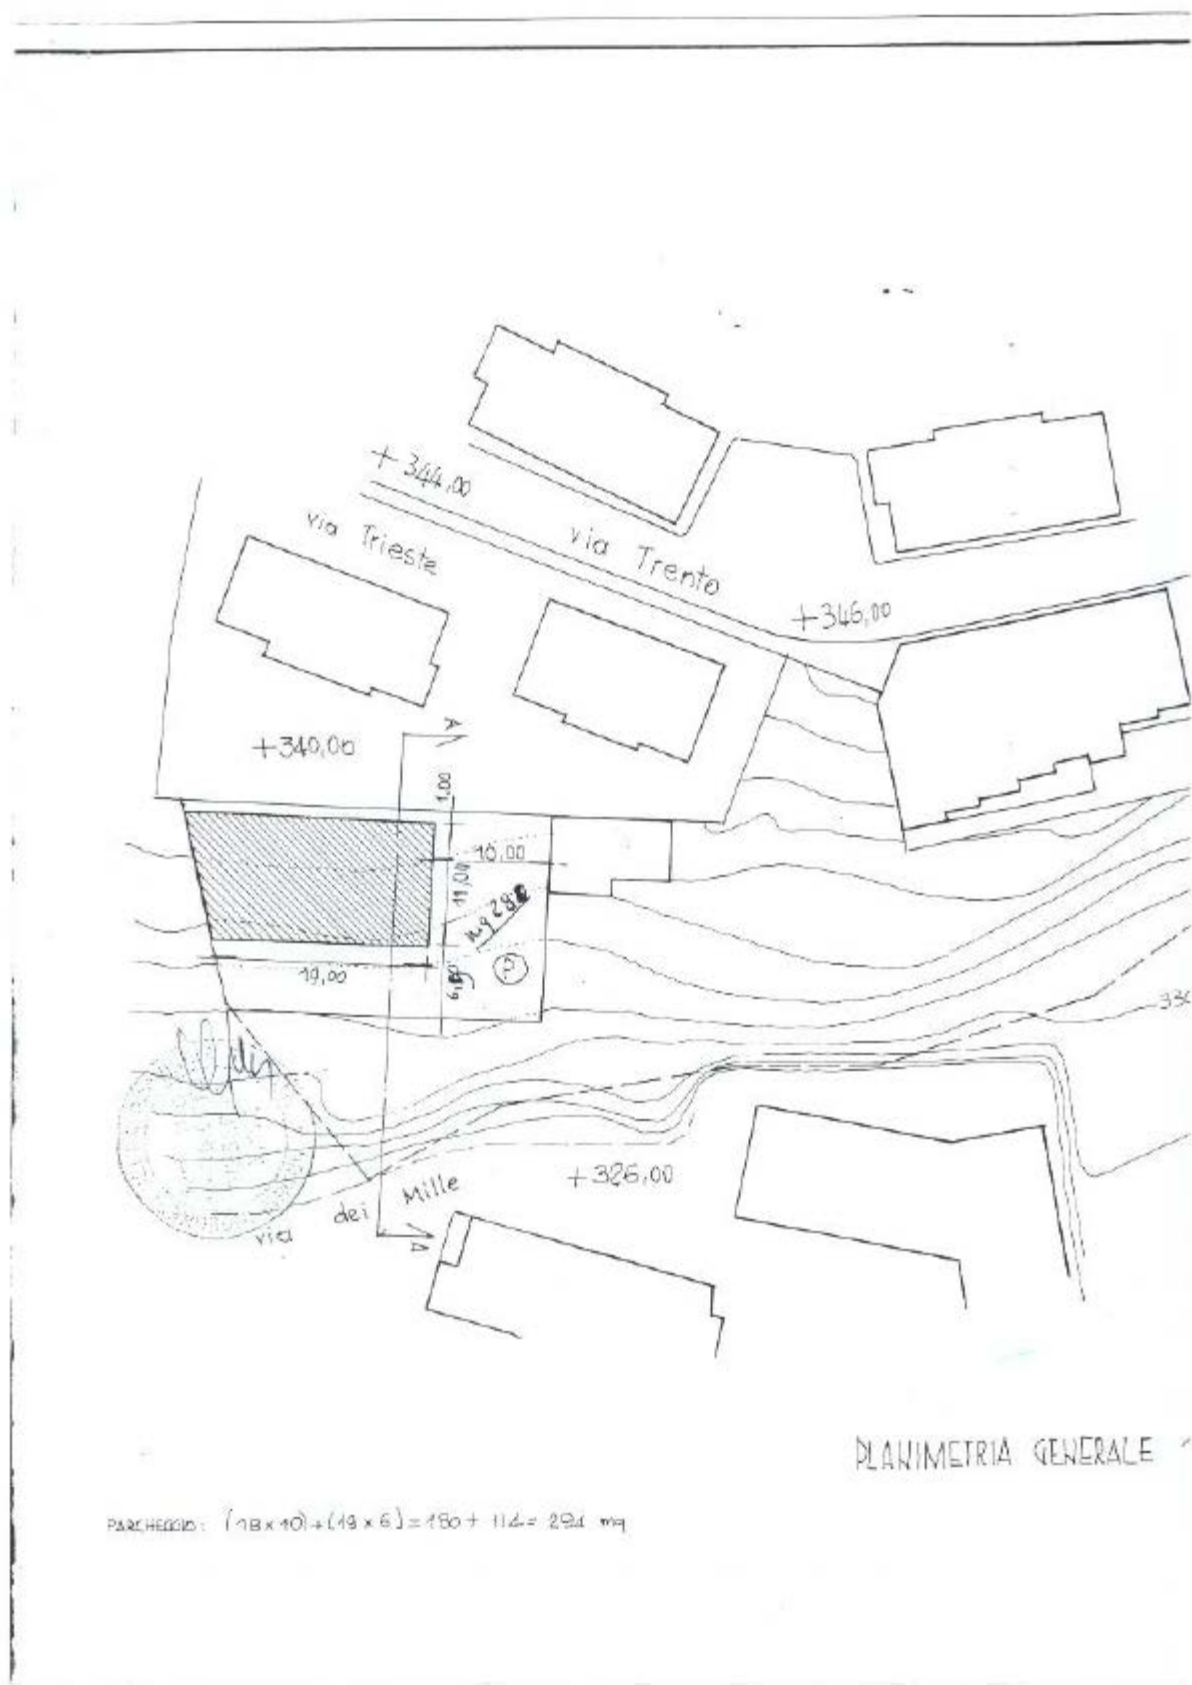 + 344,00
via Trieste
via Trento
+ 346,00
+ 340,00
A
1,00
10,00
11,00
P
19,00
330
+ 326,00
via dei Mille
A
PLANIMETRIA GENERALE
PARCHEGGIO: (18 x 10) + (19 x 6) = 180 + 114 = 294 mq